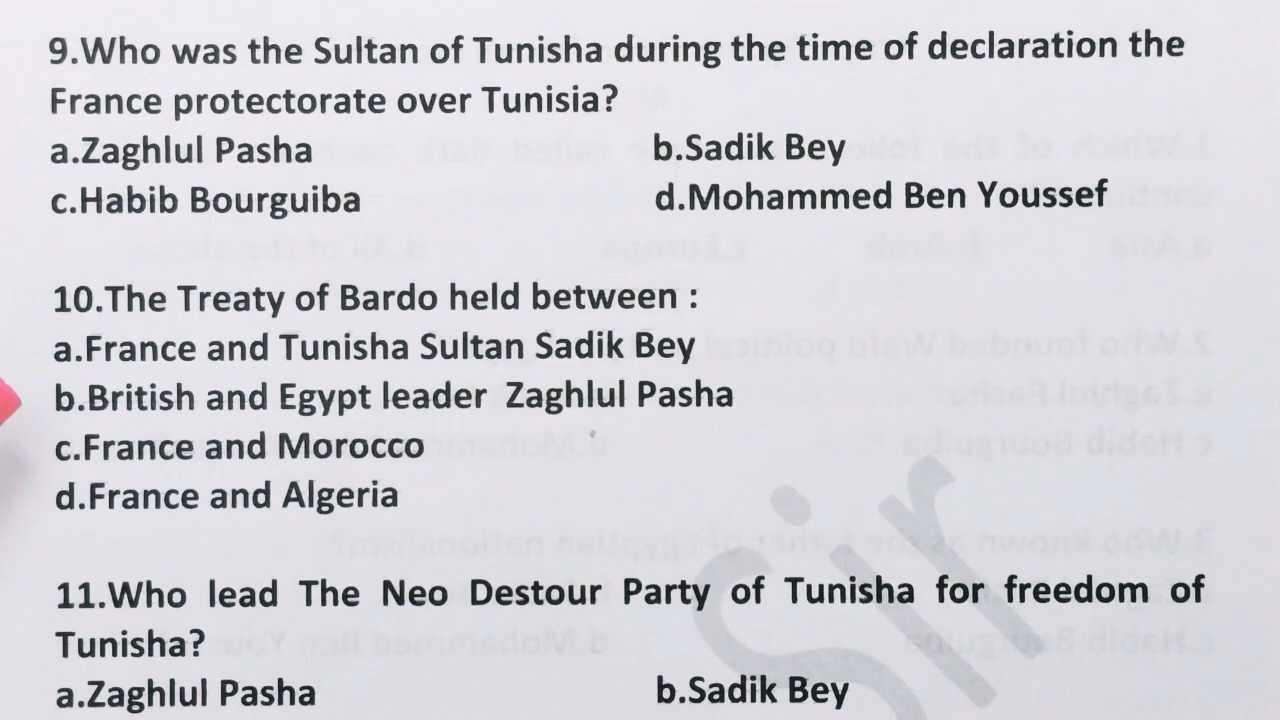 9.Who was the Sultan of Tunisha during the time of declaration the
France protectorate over Tunisia?
a.Zaghlul Pasha b.Sadik Bey
c.Habib Bourguiba d.Mohammed Ben Youssef
10.The Treaty of Bardo held between :
a.France and Tunisha Sultan Sadik Bey
b.British and Egypt leader Zaghlul Pasha
c.France and Morocco
d.France and Algeria
11.Who lead The Neo Destour Party of Tunisha for freedom of
Tunisha?
a.Zaghlul Pasha b.Sadik Bey
Sir